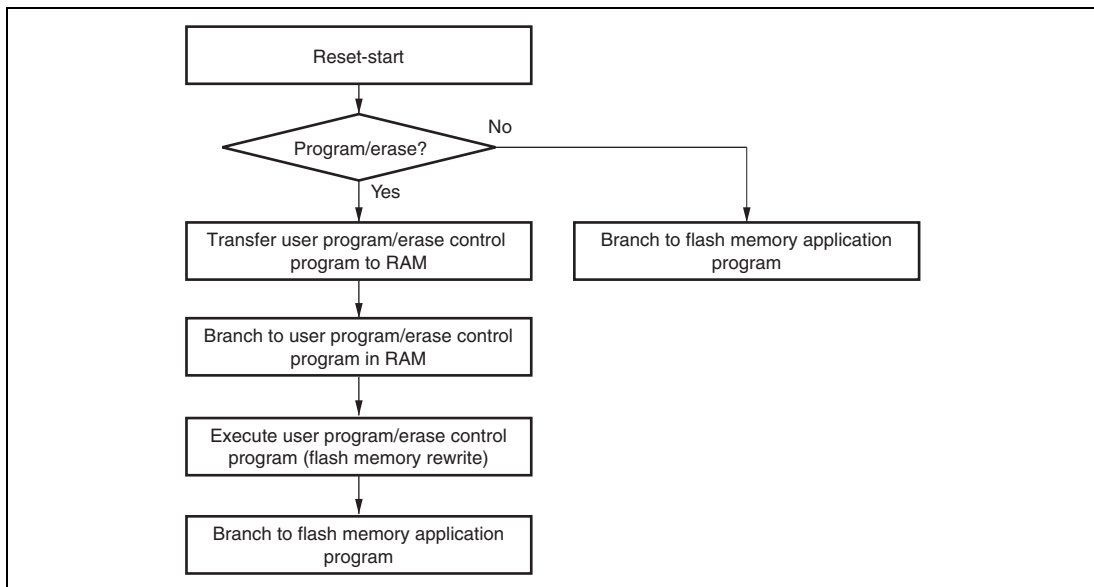 Reset-start
Program/erase?
No
Yes
Transfer user program/erase control
program to RAM
Branch to flash memory application
program
Branch to user program/erase control
program in RAM
Execute user program/erase control
program (flash memory rewrite)
Branch to flash memory application
program